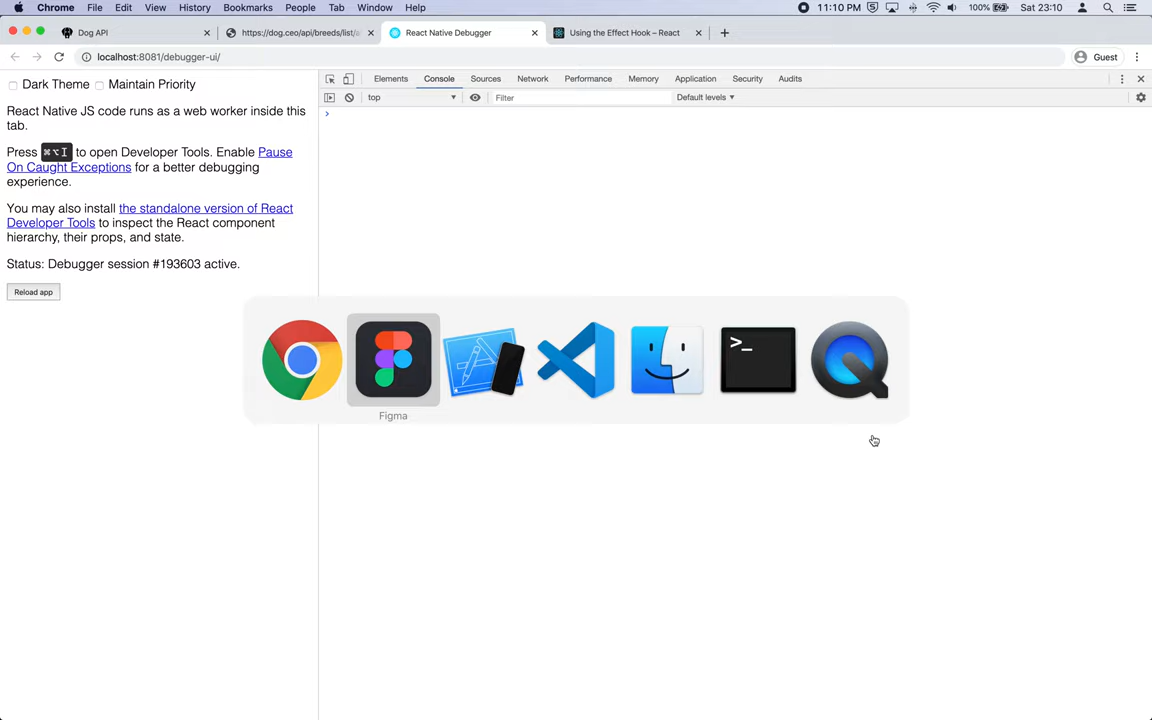 Chrome File Edit View History Bookmarks People Tab Window Help 11:10 PM 100% Sat 23:10
Dog API https://dog.ceo/api/breeds/list/a React Native Debugger Using the Effect Hook – React
localhost:8081/debugger-ui/ Guest
Dark Theme Maintain Priority
React Native JS code runs as a web worker inside this
tab.
Press ⌘⌥I to open Developer Tools. Enable Pause
On Caught Exceptions for a better debugging
experience.
You may also install the standalone version of React
Developer Tools to inspect the React component
hierarchy, their props, and state.
Status: Debugger session #193603 active.
Reload app
Elements Console Sources Network Performance Memory Application Security Audits
top Filter Default levels
>
>_
Figma